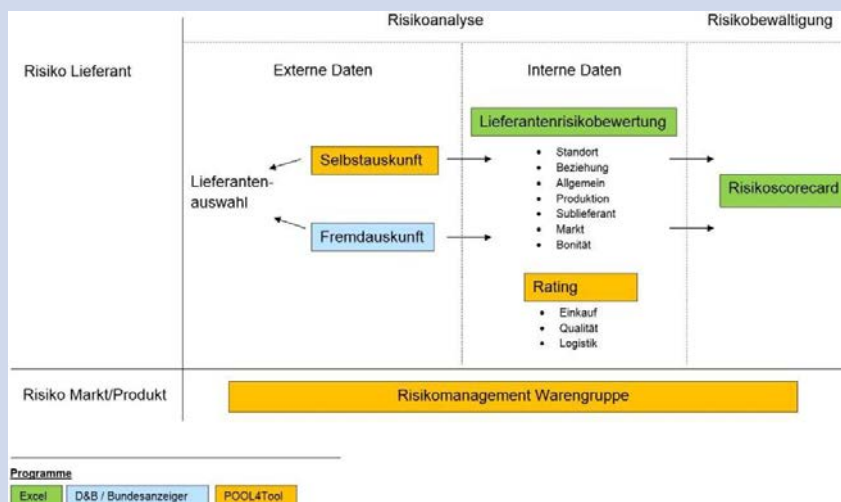 Risikoanalyse
Risikobewältigung
Risiko Lieferant
Externe Daten
Interne Daten
Lieferantenrisikobewertung
Selbstauskunft
• Standort
• Beziehung
• Allgemein
• Produktion
• Sublieferant
• Markt
• Bonität
Lieferanten-
auswahl
Risikoscorecard
Fremdauskunft
Rating
• Einkauf
• Qualität
• Logistik
Risiko Markt/Produkt
Risikomanagement Warengruppe
Programme
Excel
D&B / Bundesanzeiger
POOL4Tool